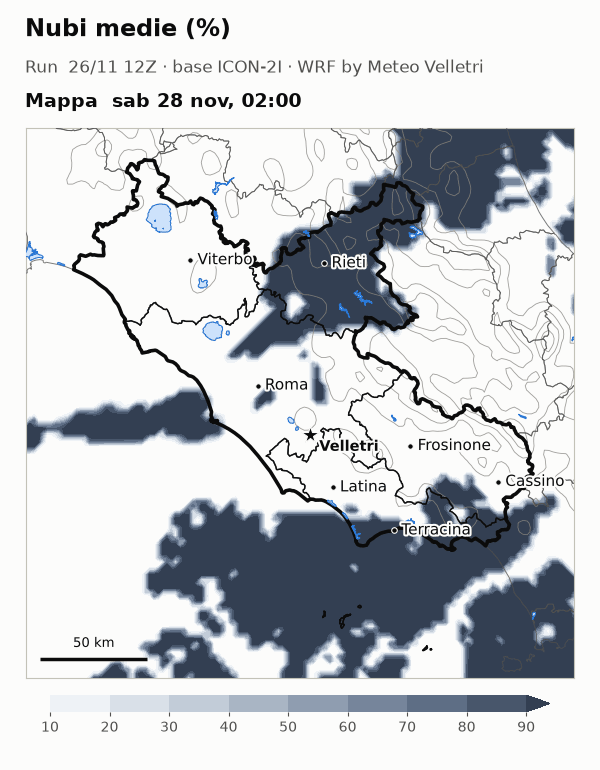 Nubi medie (%)
Run 26/11 12Z · base ICON-2I · WRF by Meteo Velletri
Mappa sab 28 nov, 02:00
Viterbo
Rieti
Roma
Velletri
Frosinone
Latina
Cassino
Terracina
50 km
10 20 30 40 50 60 70 80 90